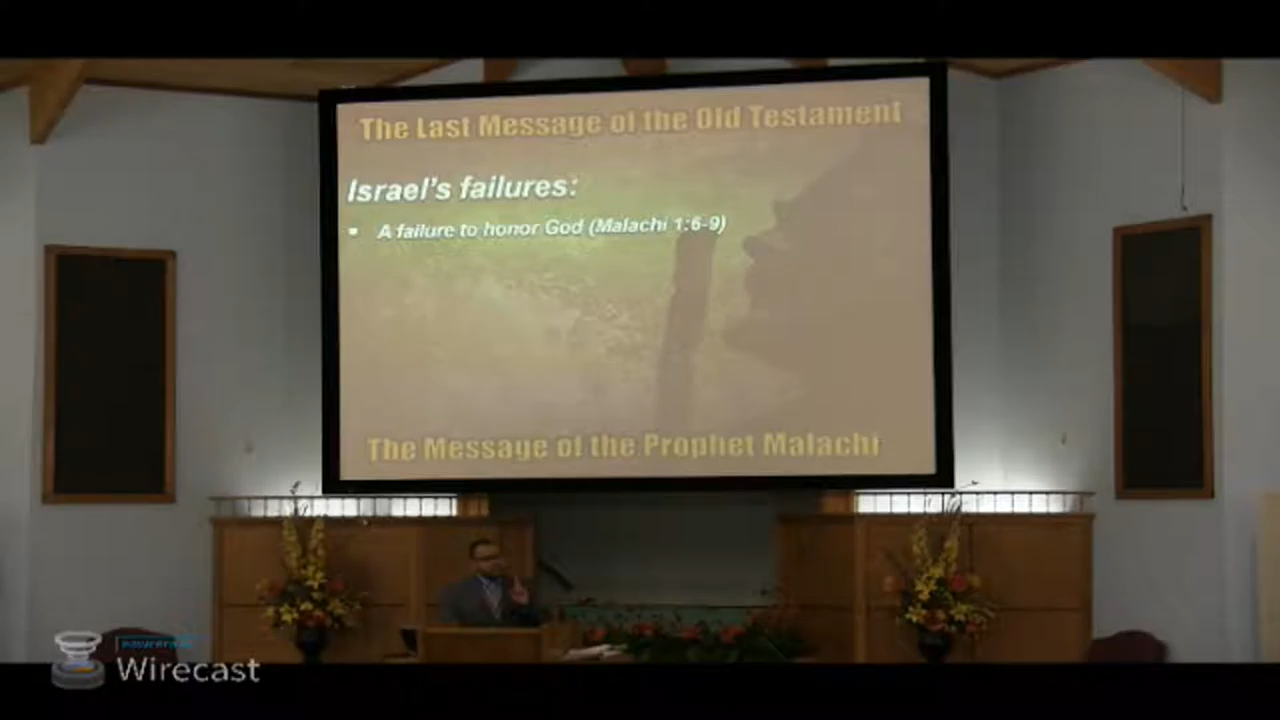 The Last Message of the Old Testament
Israel's failures:
▪ A failure to honor God (Malachi 1:6-9)
The Message of the Prophet Malachi
Wirecast